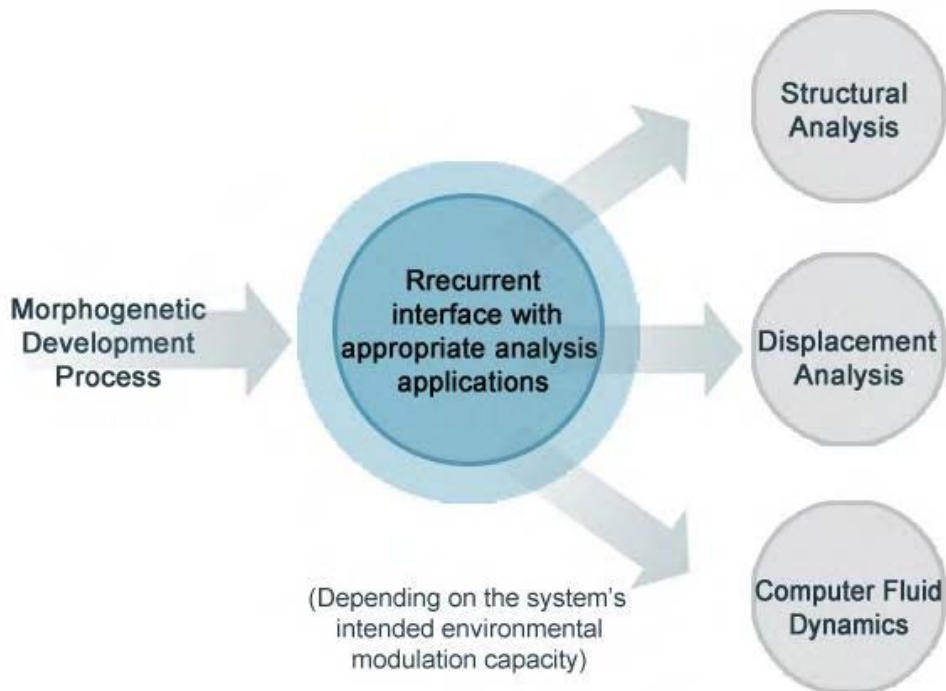 Morphogenetic
Development
Process
Rrecurrent
interface with
appropriate analysis
applications
Structural
Analysis
Displacement
Analysis
Computer Fluid
Dynamics
(Depending on the system's
intended environmental
modulation capacity)